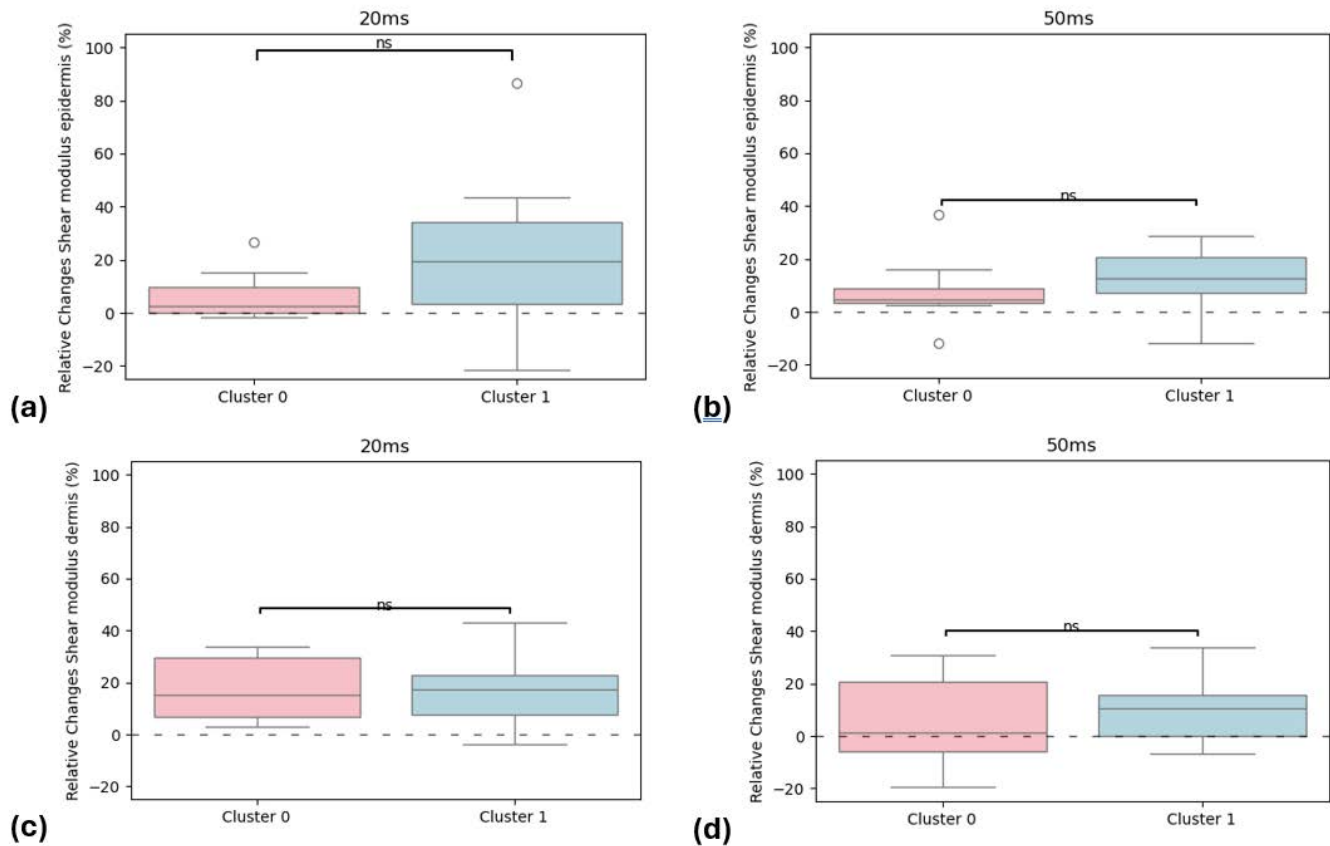 20ms
Relative Changes Shear modulus epidermis (%)
100
80
60
40
20
0
−20
ns
Cluster 0
Cluster 1
(a)
50ms
Relative Changes Shear modulus epidermis (%)
100
80
60
40
20
0
−20
ns
Cluster 0
Cluster 1
(b)
20ms
Relative Changes Shear modulus dermis (%)
100
80
60
40
20
0
−20
ns
Cluster 0
Cluster 1
(c)
50ms
Relative Changes Shear modulus dermis (%)
100
80
60
40
20
0
−20
ns
Cluster 0
Cluster 1
(d)